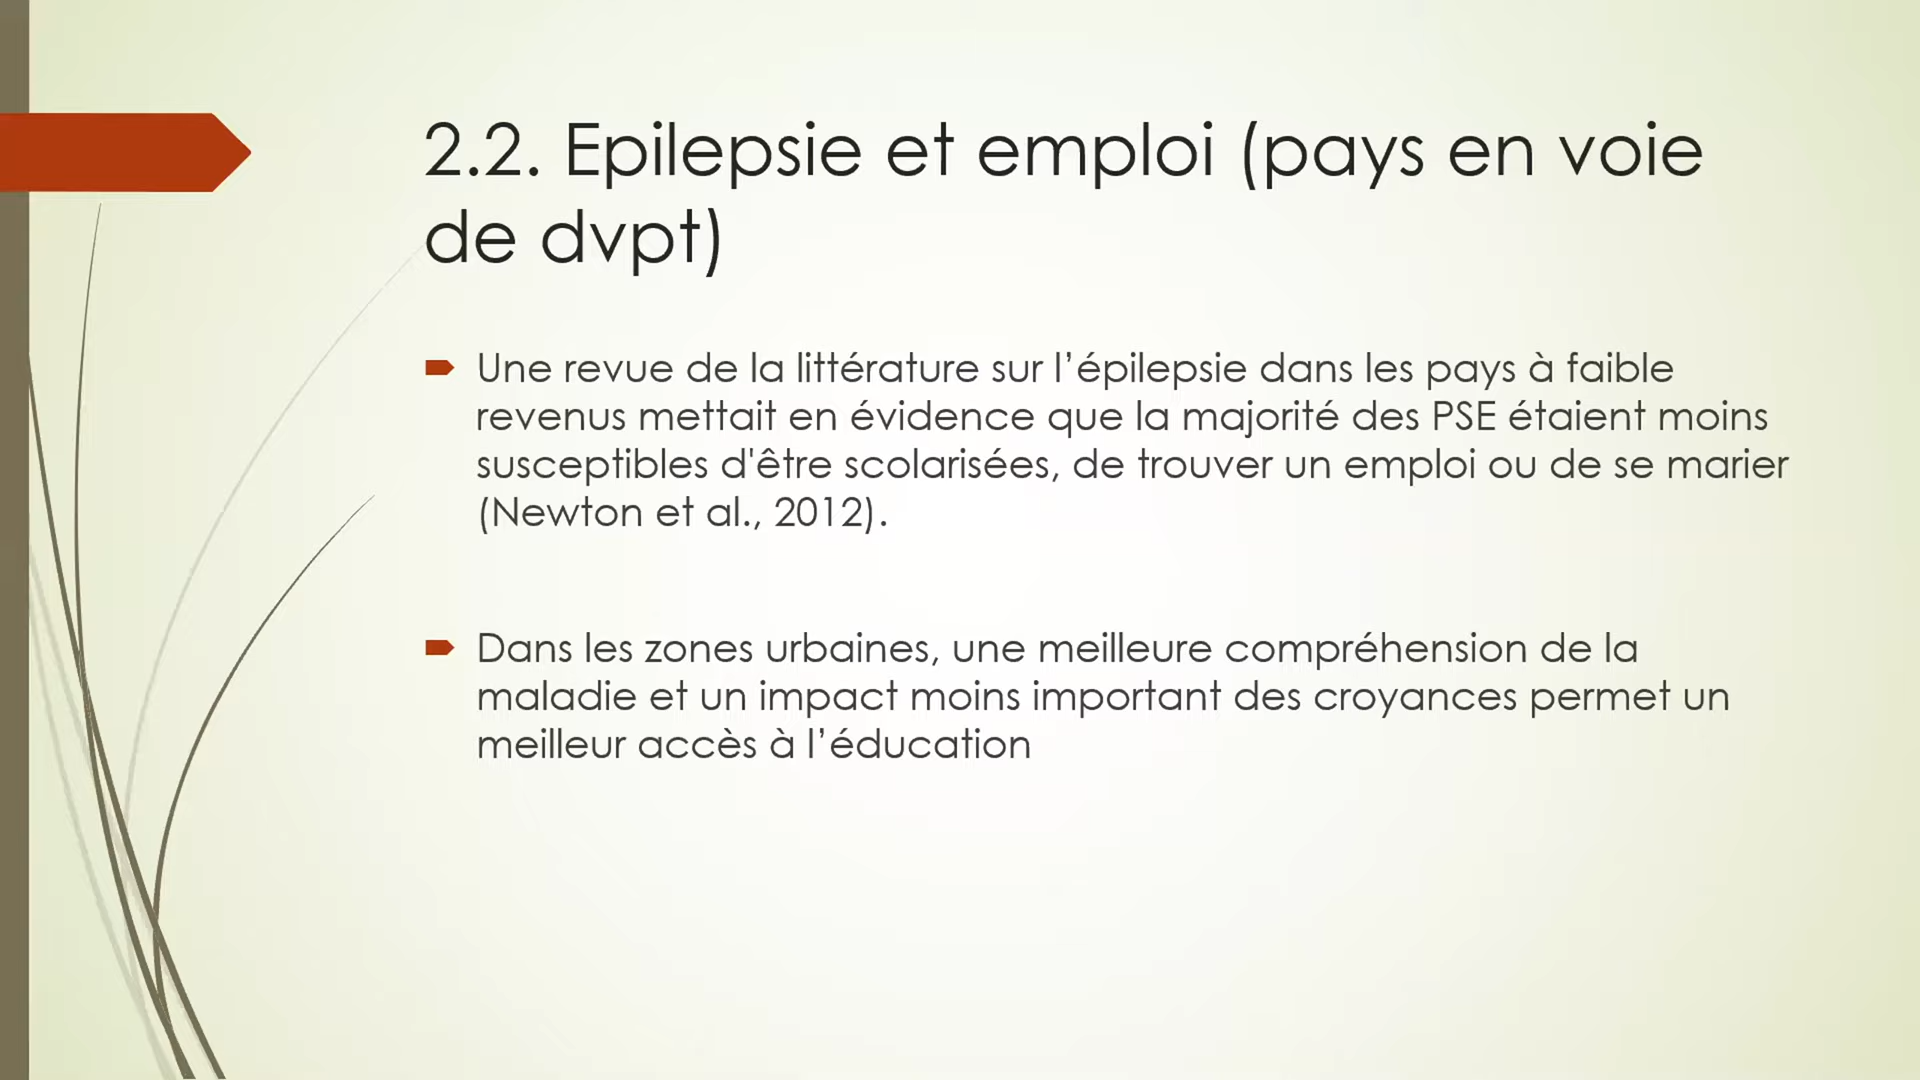 2.2. Epilepsie et emploi (pays en voie
de dvpt)
Une revue de la littérature sur l’épilepsie dans les pays à faible
revenus mettait en évidence que la majorité des PSE étaient moins
susceptibles d'être scolarisées, de trouver un emploi ou de se marier
(Newton et al., 2012).
Dans les zones urbaines, une meilleure compréhension de la
maladie et un impact moins important des croyances permet un
meilleur accès à l’éducation